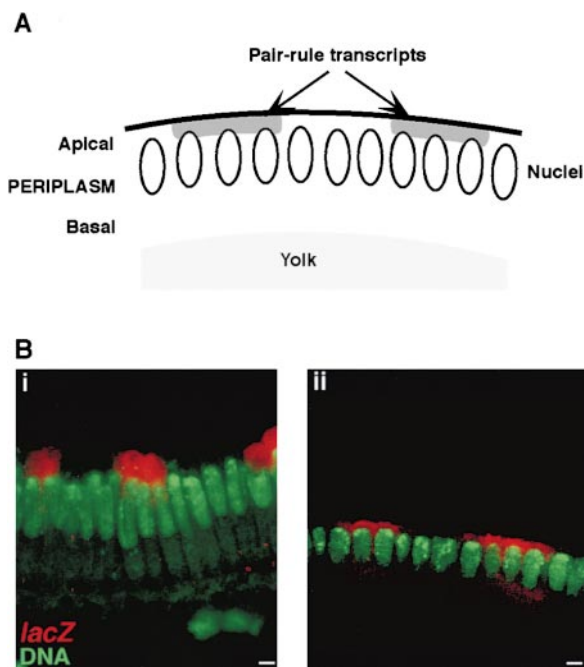 A
Pair-rule transcripts
Apical
PERIPLASM
Nuclei
Basal
Yolk
B
i
ii
lacZ
DNA